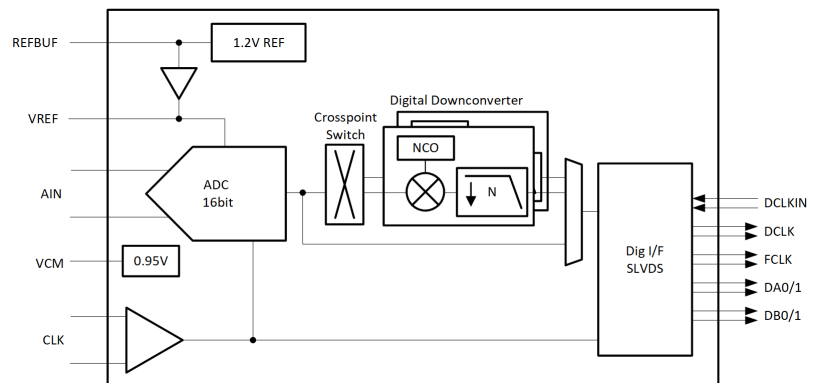 REFBUF
1.2V REF
VREF
Digital Downconverter
Crosspoint
Switch
NCO
AIN
ADC
16bit
N
DCLKIN
DCLK
VCM
0.95V
Dig I/F
SLVDS
FCLK
DA0/1
DB0/1
CLK